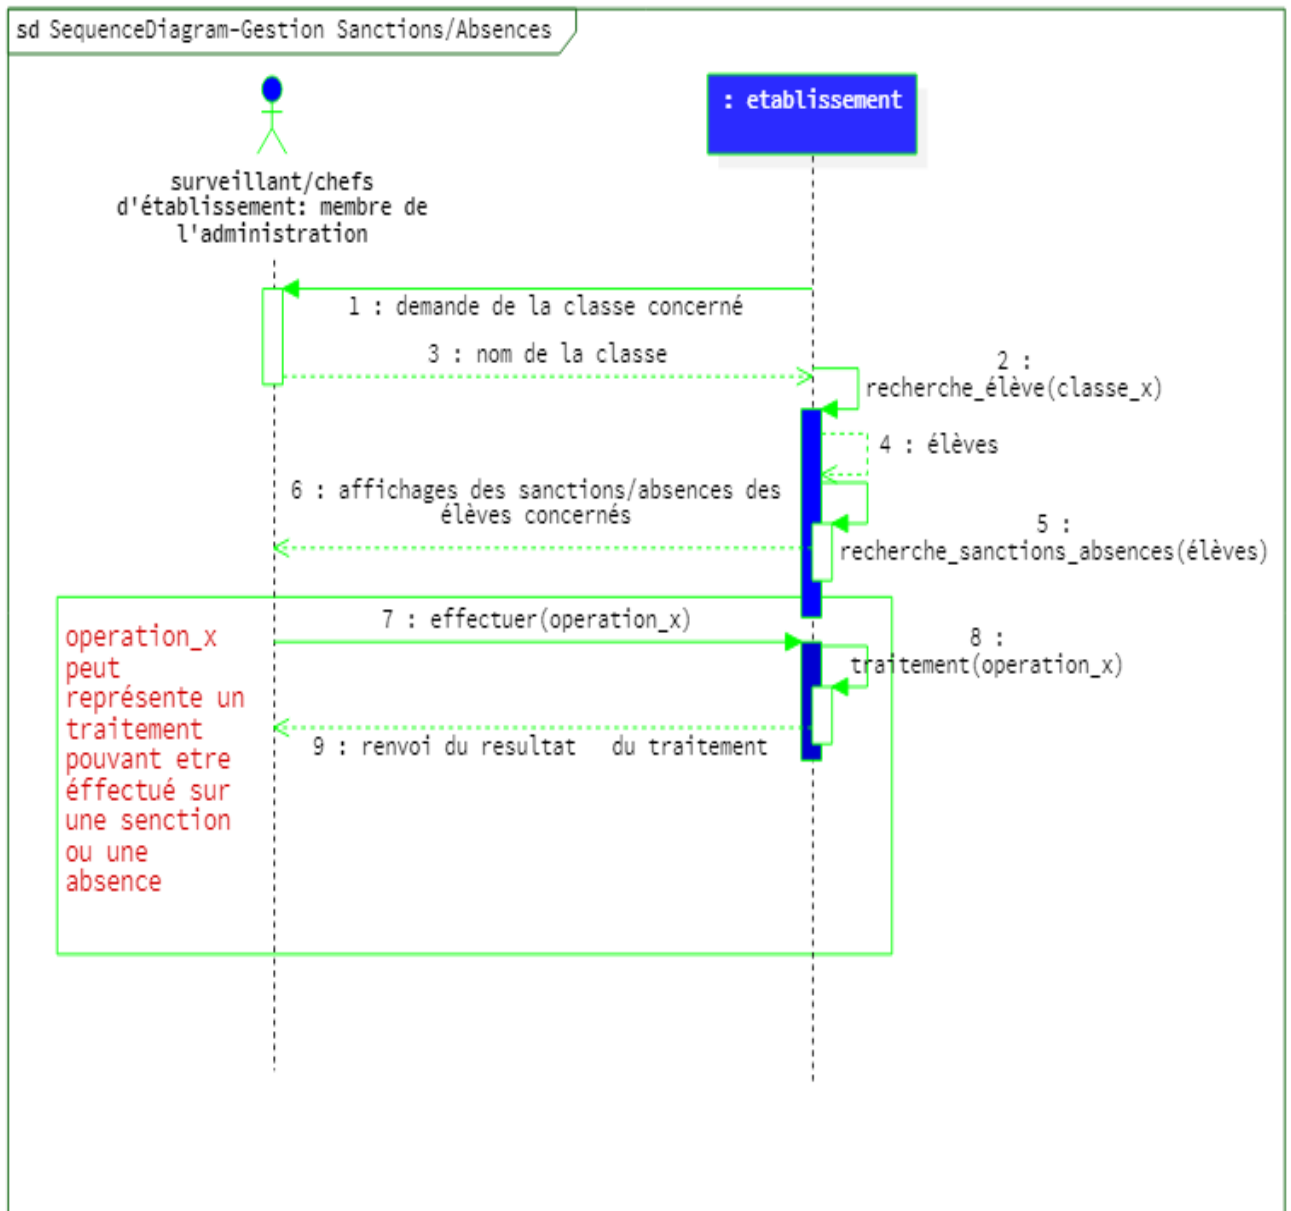 sd SequenceDiagram-Gestion Sanctions/Absences
: etablissement
surveillant/chefs
d'établissement: membre de
l'administration
1 : demande de la classe concerné
3 : nom de la classe
2 :
recherche_élève(classe_x)
4 : élèves
6 : affichages des sanctions/absences des
élèves concernés
5 :
recherche_sanctions_absences(élèves)
7 : effectuer(operation_x)
8 :
traitement(operation_x)
9 : renvoi du resultat   du traitement
operation_x
peut
représente un
traitement
pouvant etre
éffectué sur
une senction
ou une
absence